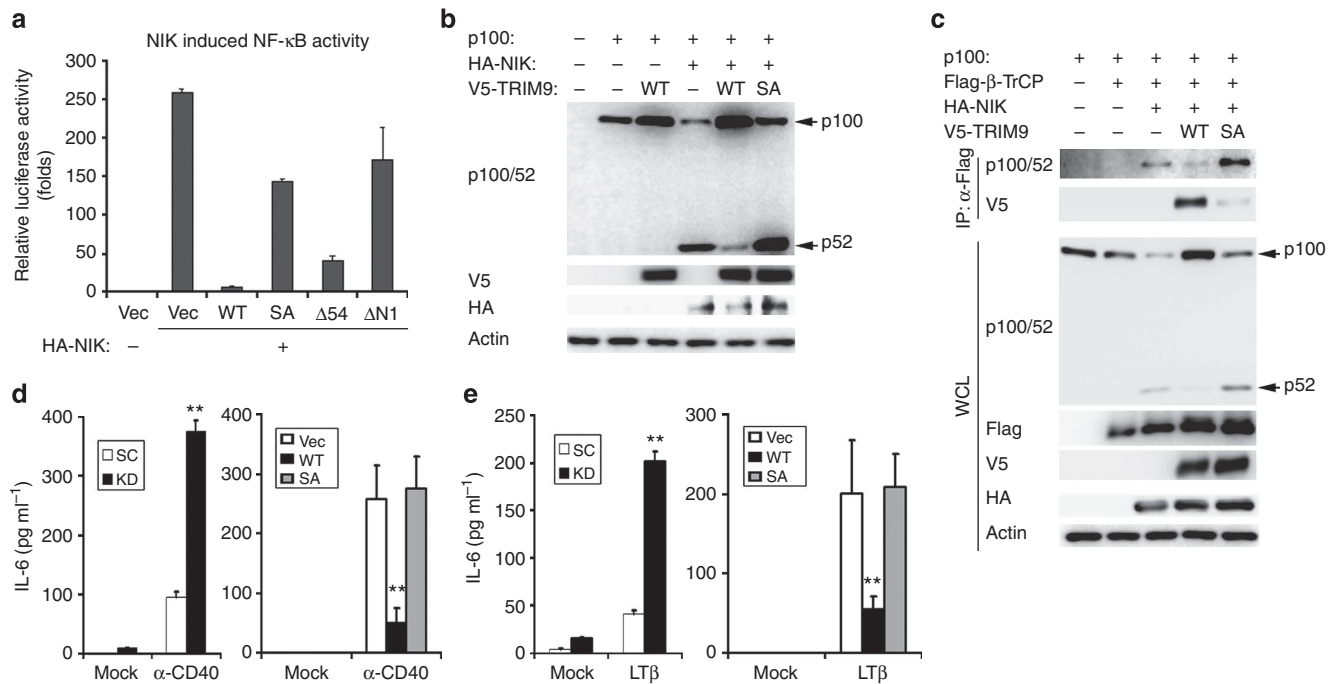 a
NIK induced NF-κB activity
Relative luciferase activity
(folds)
300
250
200
150
100
50
0
Vec Vec WT SA Δ54 ΔN1
HA-NIK: – +
b
p100: – + + + + +
HA-NIK: – – – + + +
V5-TRIM9: – – WT – WT SA
p100/52
p100
p52
V5
HA
Actin
c
p100: + + + + +
Flag-β-TrCP – + + + +
HA-NIK – – + + +
V5-TRIM9 – – – WT SA
IP: α-Flag
p100/52
V5
WCL
p100/52
p100
p52
Flag
V5
HA
Actin
d
IL-6 (pg ml⁻¹)
400
300
200
100
0
SC
KD
**
Mock α-CD40
400
300
200
100
0
Vec
WT
SA
**
Mock α-CD40
e
IL-6 (pg ml⁻¹)
250
200
150
100
50
0
SC
KD
**
Mock LTβ
300
200
100
0
Vec
WT
SA
**
Mock LTβ